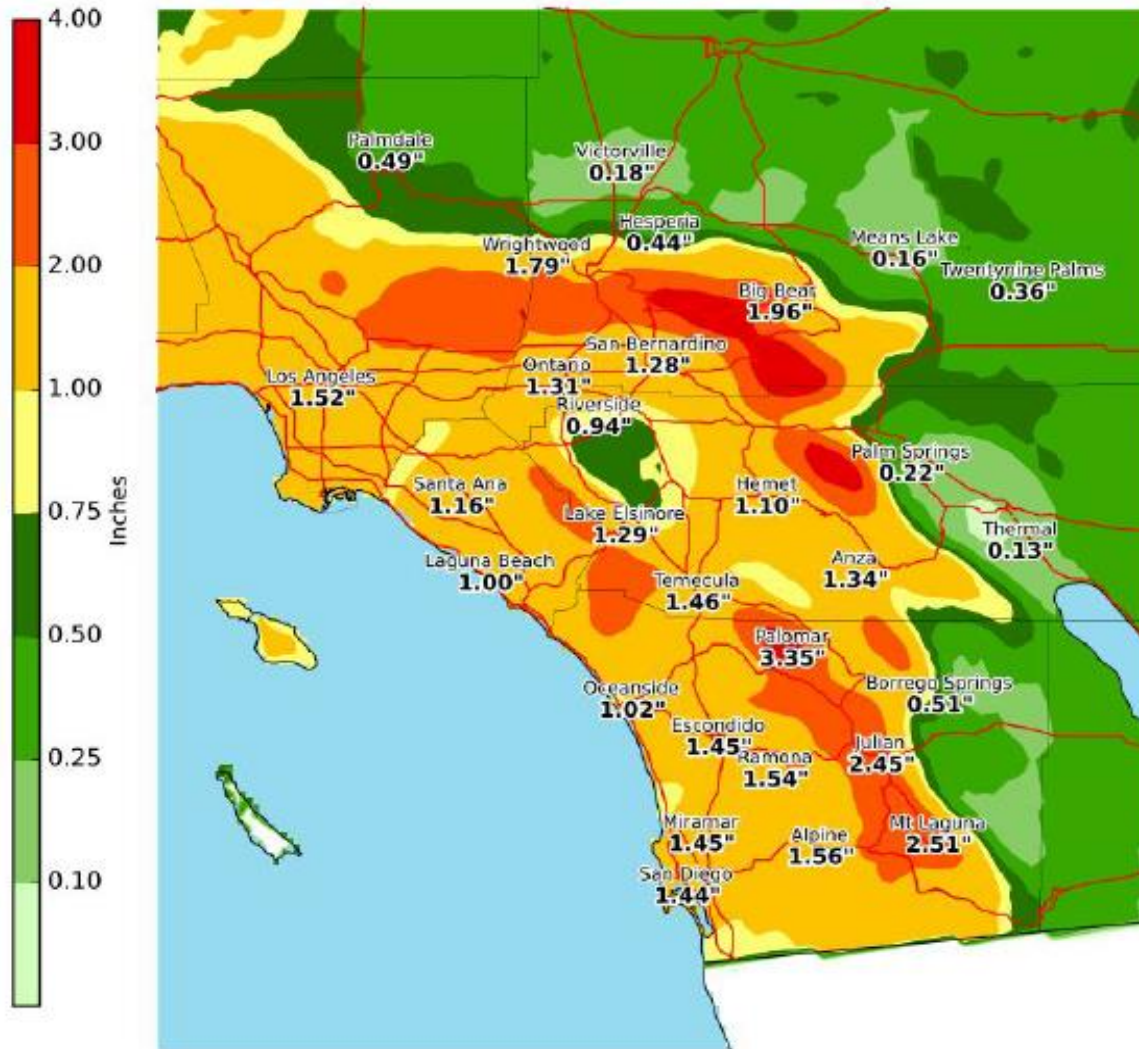 4.00
3.00
2.00
1.00
0.75
0.50
0.25
0.10
Inches
Palmdale
0.49"
Victorville
0.18"
Hesperia
0.44"
Wrightwood
1.79"
Means Lake
0.16"
Twentynine Palms
0.36"
Big Bear
1.96"
San Bernardino
1.28"
Ontario
1.31"
Los Angeles
1.52"
Riverside
0.94"
Palm Springs
0.22"
Santa Ana
1.16"
Hemet
1.10"
Lake Elsinore
1.29"
Thermal
0.13"
Laguna Beach
1.00"
Anza
1.34"
Temecula
1.46"
Palomar
3.35"
Oceanside
1.02"
Borrego Springs
0.51"
Escondido
1.45"
Julian
2.45"
Ramona
1.54"
Miramar
1.45"
Alpine
1.56"
Mt Laguna
2.51"
San Diego
1.44"